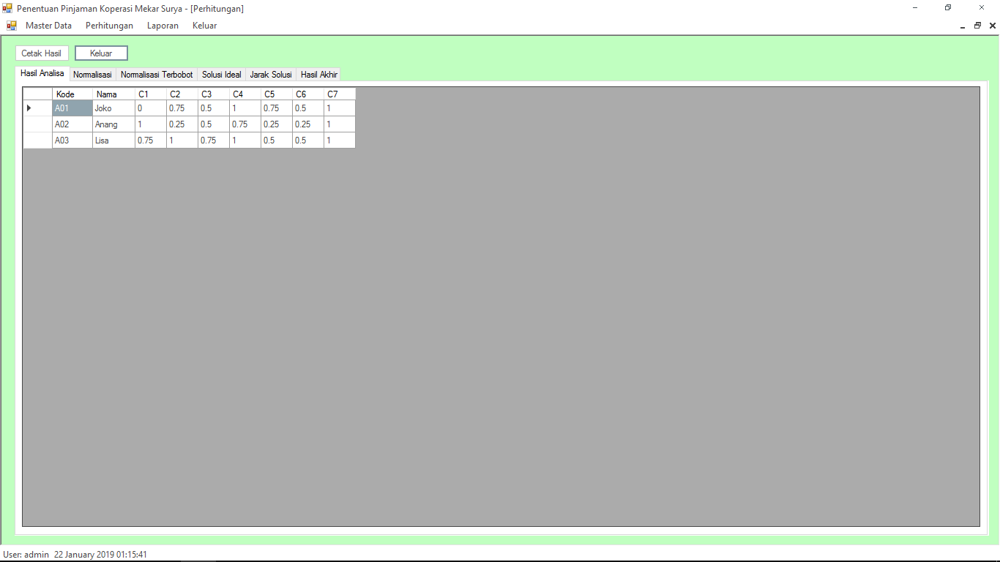 Penentuan Pinjaman Koperasi Mekar Surya - [Perhitungan]
Master Data Perhitungan Laporan Keluar
Cetak Hasil Keluar
Hasil Analisa Normalisasi Normalisasi Terbobot Solusi Ideal Jarak Solusi Hasil Akhir
Kode Nama C1 C2 C3 C4 C5 C6 C7
A01 Joko 0 0.75 0.5 1 0.75 0.5 1
A02 Anang 1 0.25 0.5 0.75 0.25 0.25 1
A03 Lisa 0.75 1 0.75 1 0.5 0.5 1
User: admin 22 January 2019 01:15:41